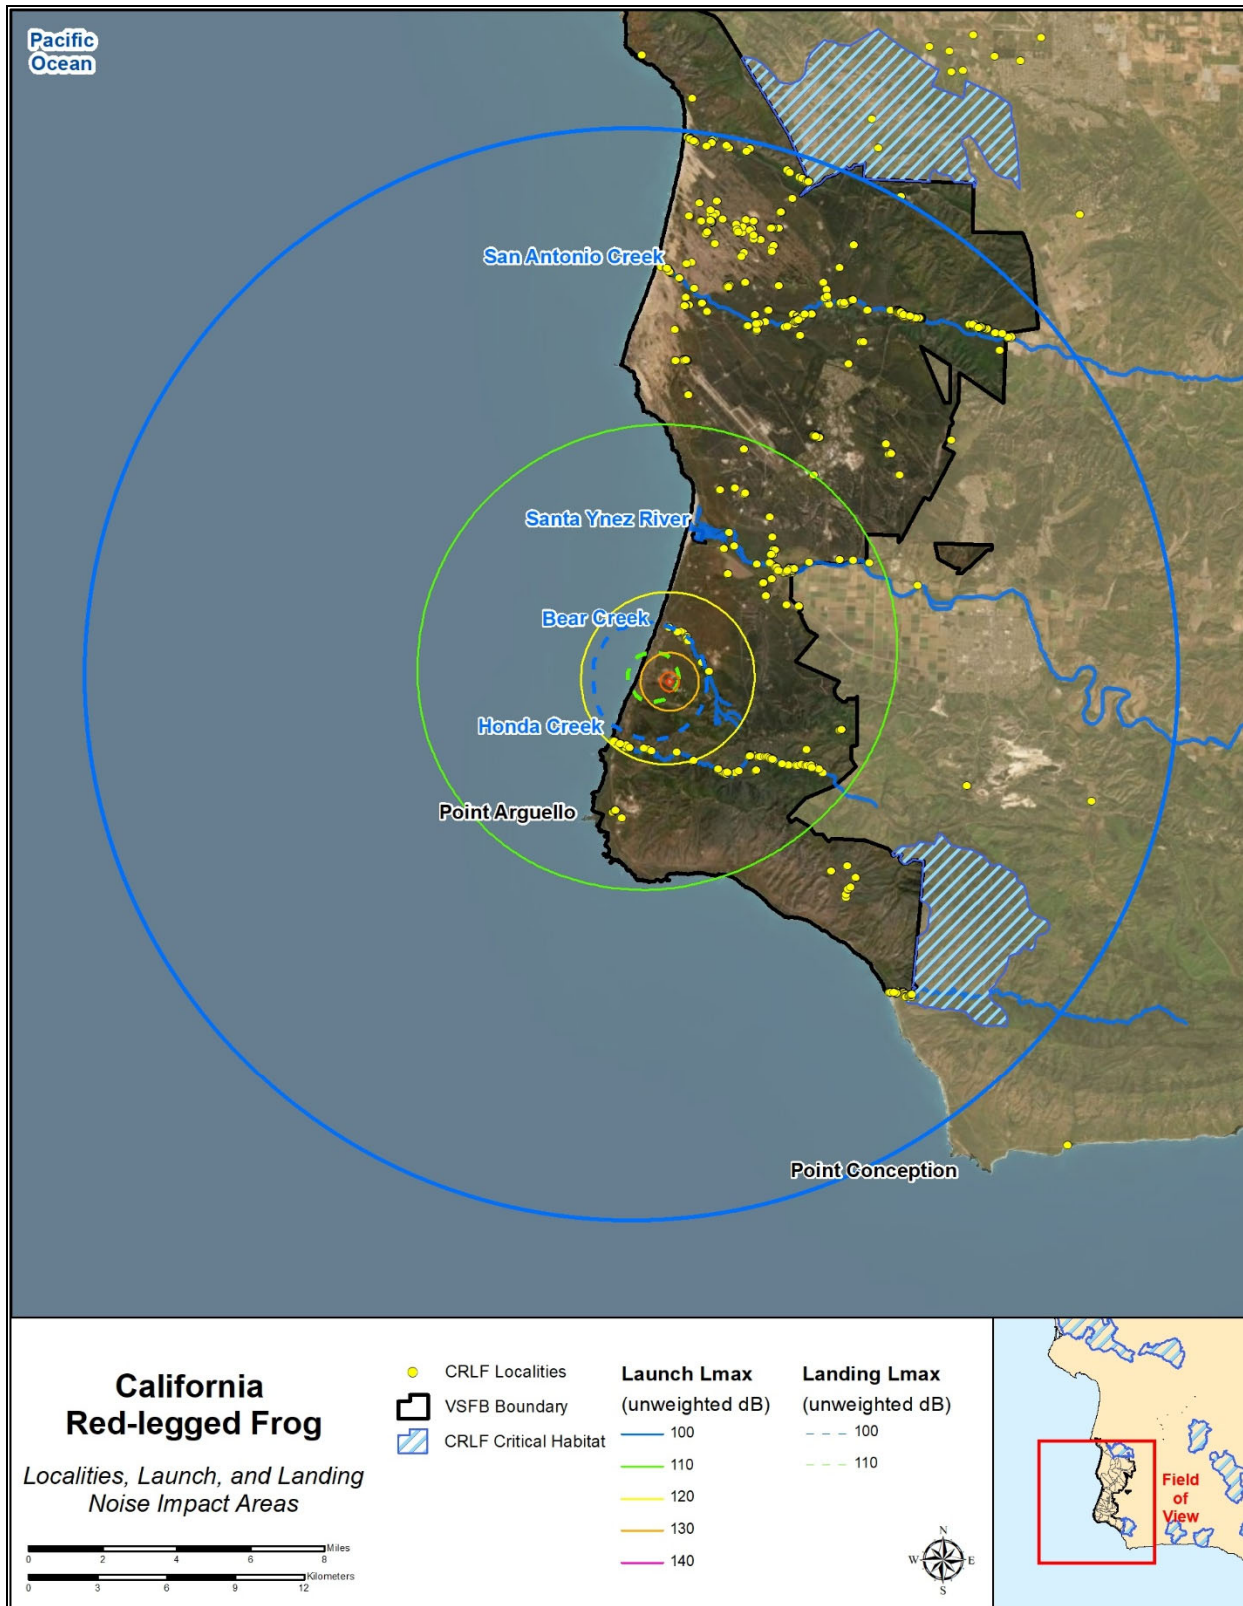 Pacific
Ocean
San Antonio Creek
Santa Ynez River
Bear Creek
Honda Creek
Point Arguello
Point Conception
California
Red-legged Frog
Localities, Launch, and Landing
Noise Impact Areas
0 2 4 6 8 Miles
0 3 6 9 12 Kilometers
CRLF Localities
VSFB Boundary
CRLF Critical Habitat
Launch Lmax
(unweighted dB)
100
110
120
130
140
Landing Lmax
(unweighted dB)
100
110
N
W E
S
Field
of
View